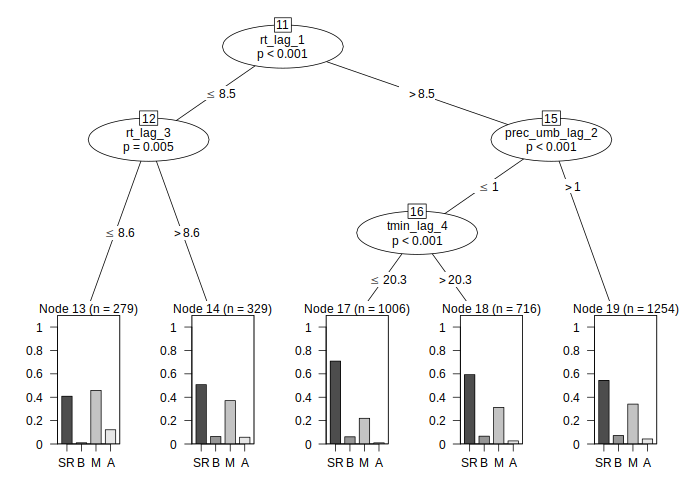 11
rt_lag_1
p < 0.001
≤ 8.5
> 8.5
12
rt_lag_3
p = 0.005
15
prec_umb_lag_2
p < 0.001
≤ 1
> 1
16
tmin_lag_4
p < 0.001
≤ 8.6
> 8.6
≤ 20.3
> 20.3
Node 13 (n = 279)
1
0.8
0.6
0.4
0.2
0
SR B M A
Node 14 (n = 329)
1
0.8
0.6
0.4
0.2
0
SR B M A
Node 17 (n = 1006)
1
0.8
0.6
0.4
0.2
0
SR B M A
Node 18 (n = 716)
1
0.8
0.6
0.4
0.2
0
SR B M A
Node 19 (n = 1254)
1
0.8
0.6
0.4
0.2
0
SR B M A